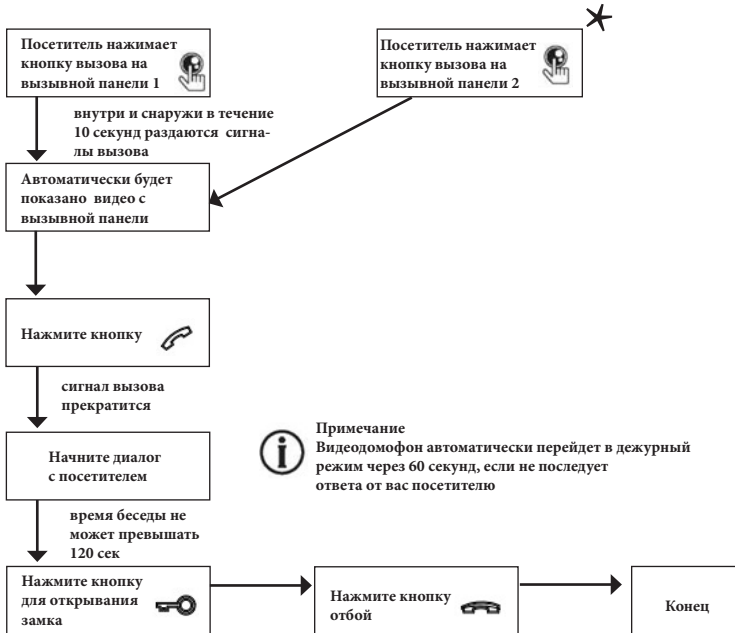 Посетитель нажимает
кнопку вызова на
вызывной панели 1
Посетитель нажимает
кнопку вызова на
вызывной панели 2
внутри и снаружи в течение
10 секунд раздаются сигна-
лы вызова
Автоматически будет
показано видео с
вызывной панели
Нажмите кнопку
сигнал вызова
прекратится
Начните диалог
с посетителем
Примечание
Видеодомофон автоматически перейдет в дежурный
режим через 60 секунд, если не последует
ответа от вас посетителю
время беседы не
может превышать
120 сек
Нажмите кнопку
для открывания
замка
Нажмите кнопку
отбой
Конец